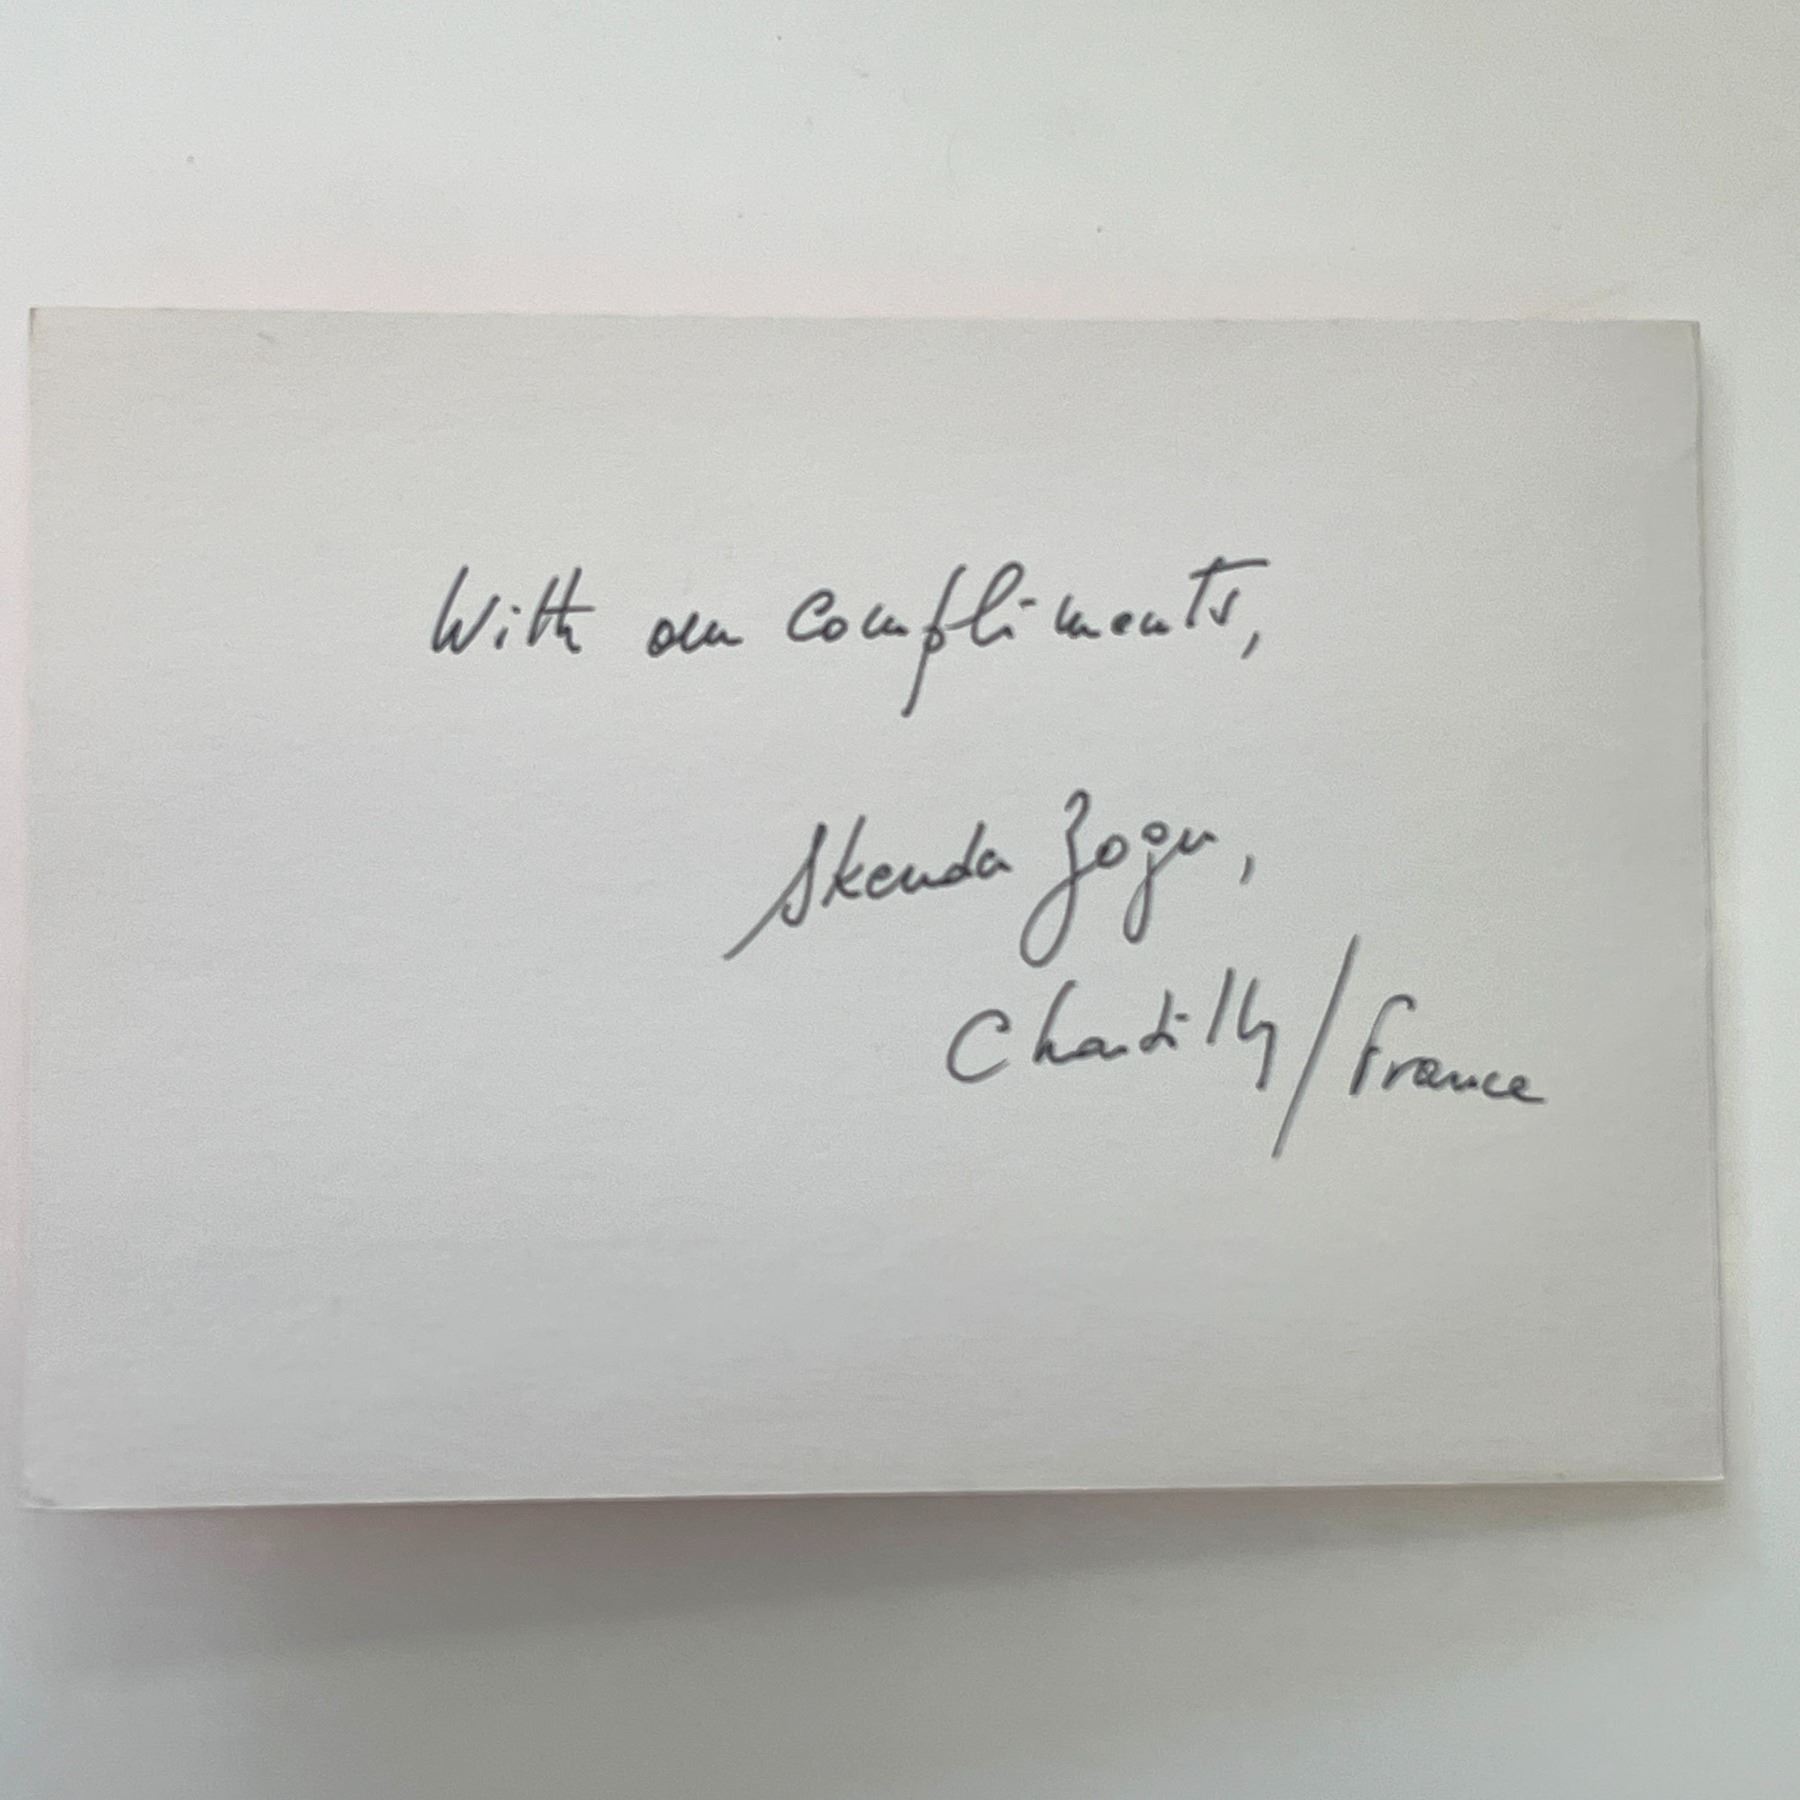 With our compliments,
Skender Zogu,
Chantilly/France